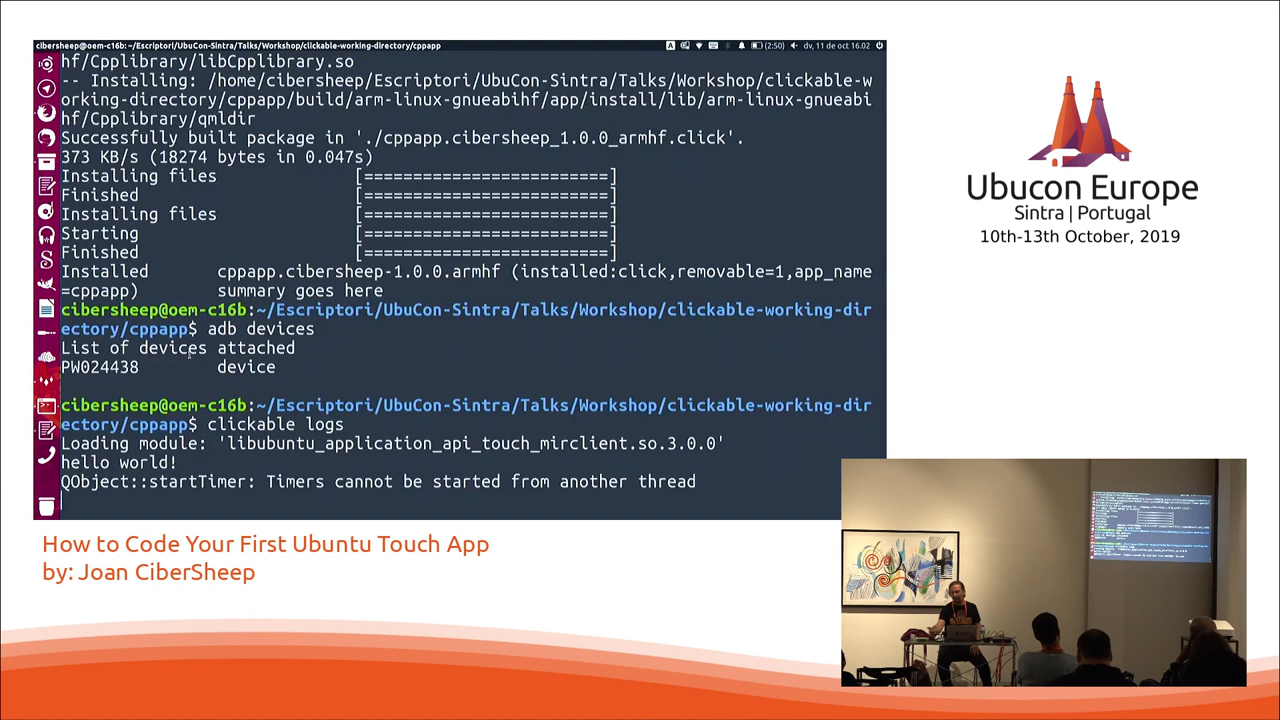 cibersheep@oem-c16b: ~/Escriptori/UbuCon-Sintra/Talks/Workshop/clickable-working-directory/cppapp
A (2:50) dv, 11 de oct 16.02
hf/Cpplibrary/libCpplibrary.so
-- Installing: /home/cibersheep/Escriptori/UbuCon-Sintra/Talks/Workshop/clickable-w
orking-directory/cppapp/build/arm-linux-gnueabihf/app/install/lib/arm-linux-gnueabi
hf/Cpplibrary/qmldir
Successfully built package in './cppapp.cibersheep_1.0.0_armhf.click'.
373 KB/s (18274 bytes in 0.047s)
Installing files [=========================]
Finished [=========================]
Installing files [=========================]
Starting [=========================]
Finished [=========================]
Installed cppapp.cibersheep-1.0.0.armhf (installed:click,removable=1,app_name
=cppapp) summary goes here
cibersheep@oem-c16b:~/Escriptori/UbuCon-Sintra/Talks/Workshop/clickable-working-dir
ectory/cppapp$ adb devices
List of devices attached
PW024438 device
cibersheep@oem-c16b:~/Escriptori/UbuCon-Sintra/Talks/Workshop/clickable-working-dir
ectory/cppapp$ clickable logs
Loading module: 'libubuntu_application_api_touch_mirclient.so.3.0.0'
hello world!
QObject::startTimer: Timers cannot be started from another thread
Ubucon Europe
Sintra | Portugal
10th-13th October, 2019
How to Code Your First Ubuntu Touch App
by: Joan CiberSheep